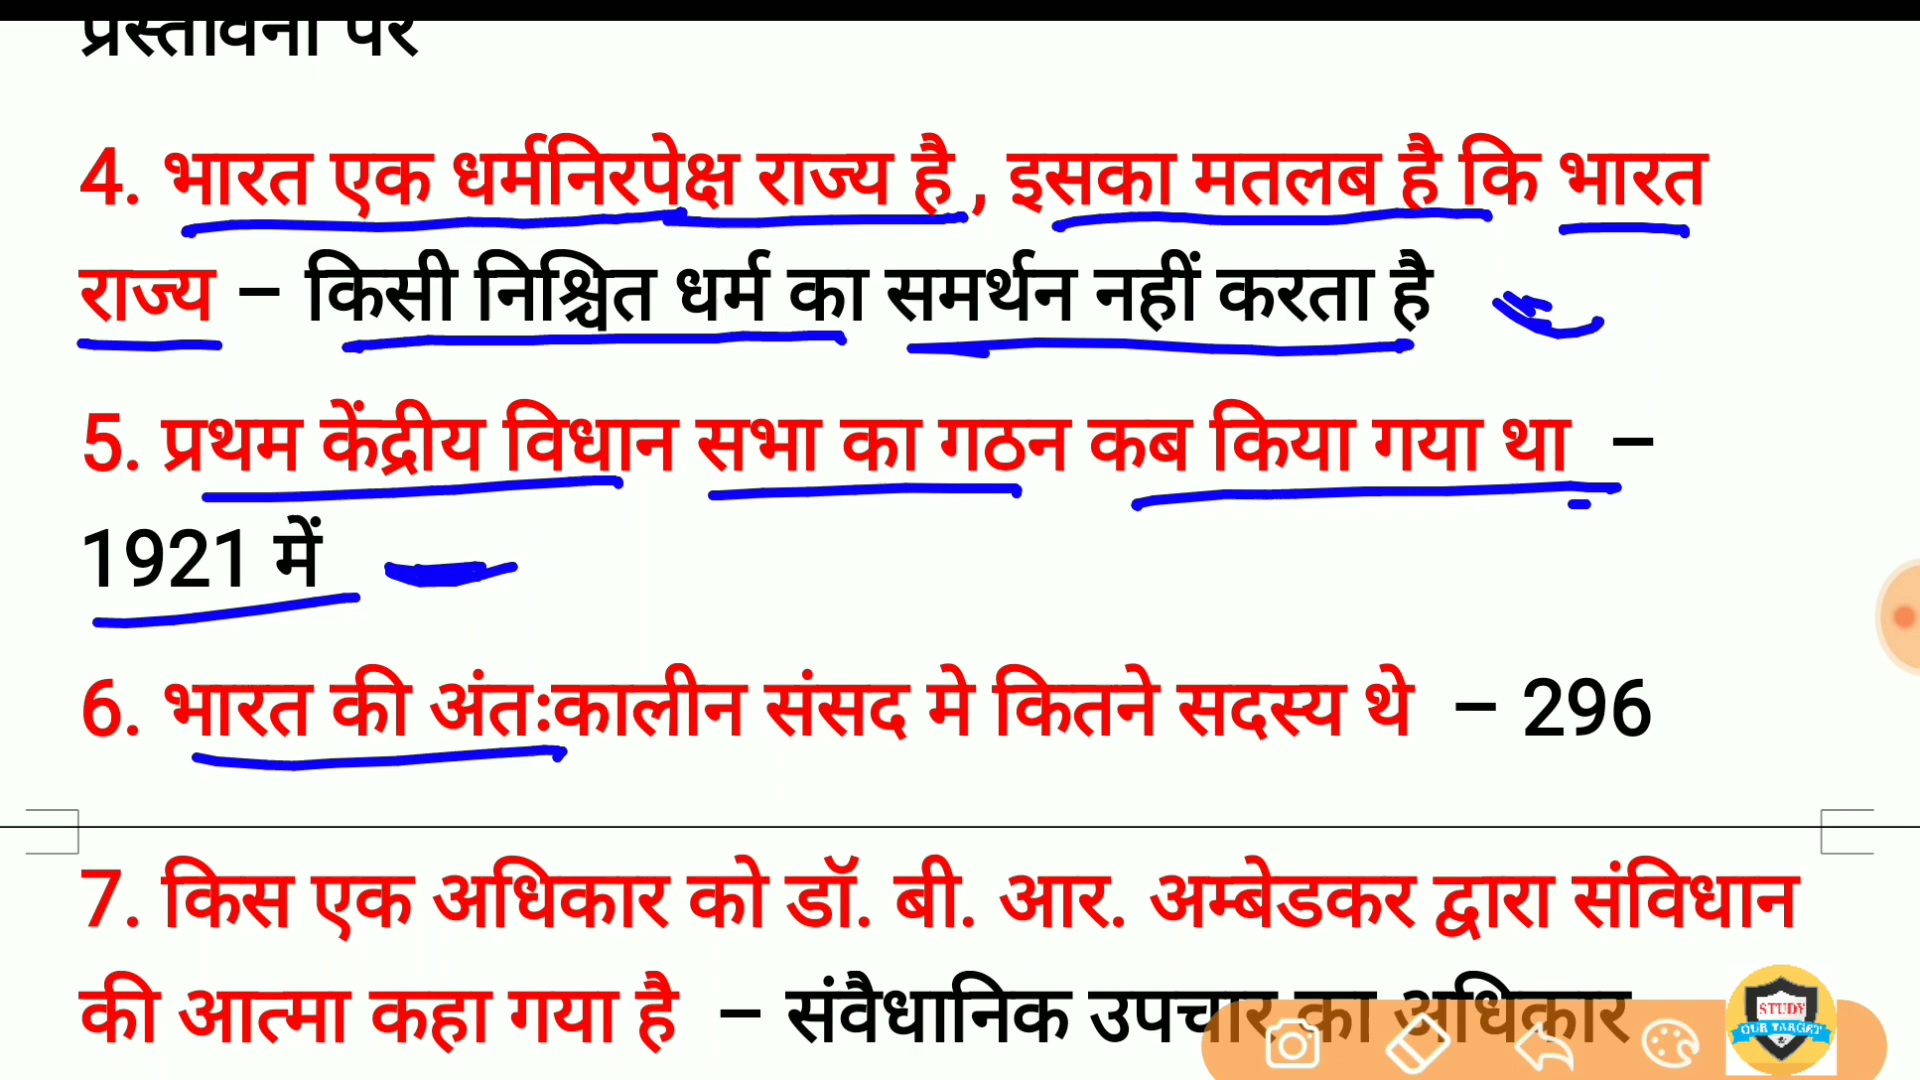 प्रस्तावना पर
4. भारत एक धर्मनिरपेक्ष राज्य है , इसका मतलब है कि भारत
राज्य – किसी निश्चित धर्म का समर्थन नहीं करता है
5. प्रथम केंद्रीय विधान सभा का गठन कब किया गया था –
1921 में
6. भारत की अंतःकालीन संसद मे कितने सदस्य थे – 296
7. किस एक अधिकार को डॉ. बी. आर. अम्बेडकर द्वारा संविधान
की आत्मा कहा गया है – संवैधानिक उपचार का अधिकार
STUDY
OUR TARGET